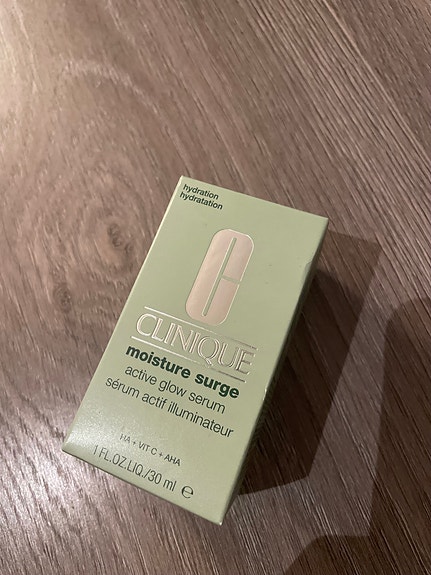 hydration
hydratation
C
CLINIQUE
moisture surge
active glow serum
sérum actif illuminateur
HA + VIT C + AHA
1 FL.OZ.LIQ./30 ml ℮